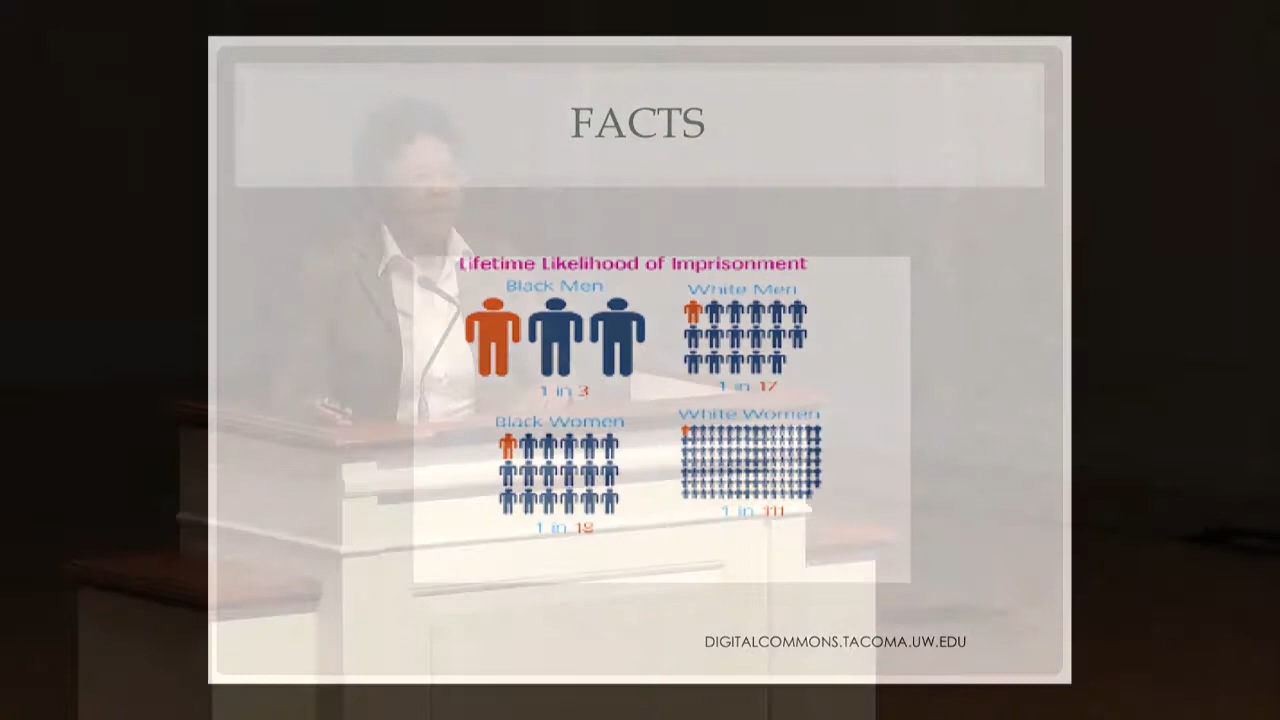 FACTS
Lifetime Likelihood of Imprisonment
Black Men
White Men
1 in 3
1 in 17
Black Women
White Women
1 in 18
1 in 111
DIGITALCOMMONS.TACOMA.UW.EDU